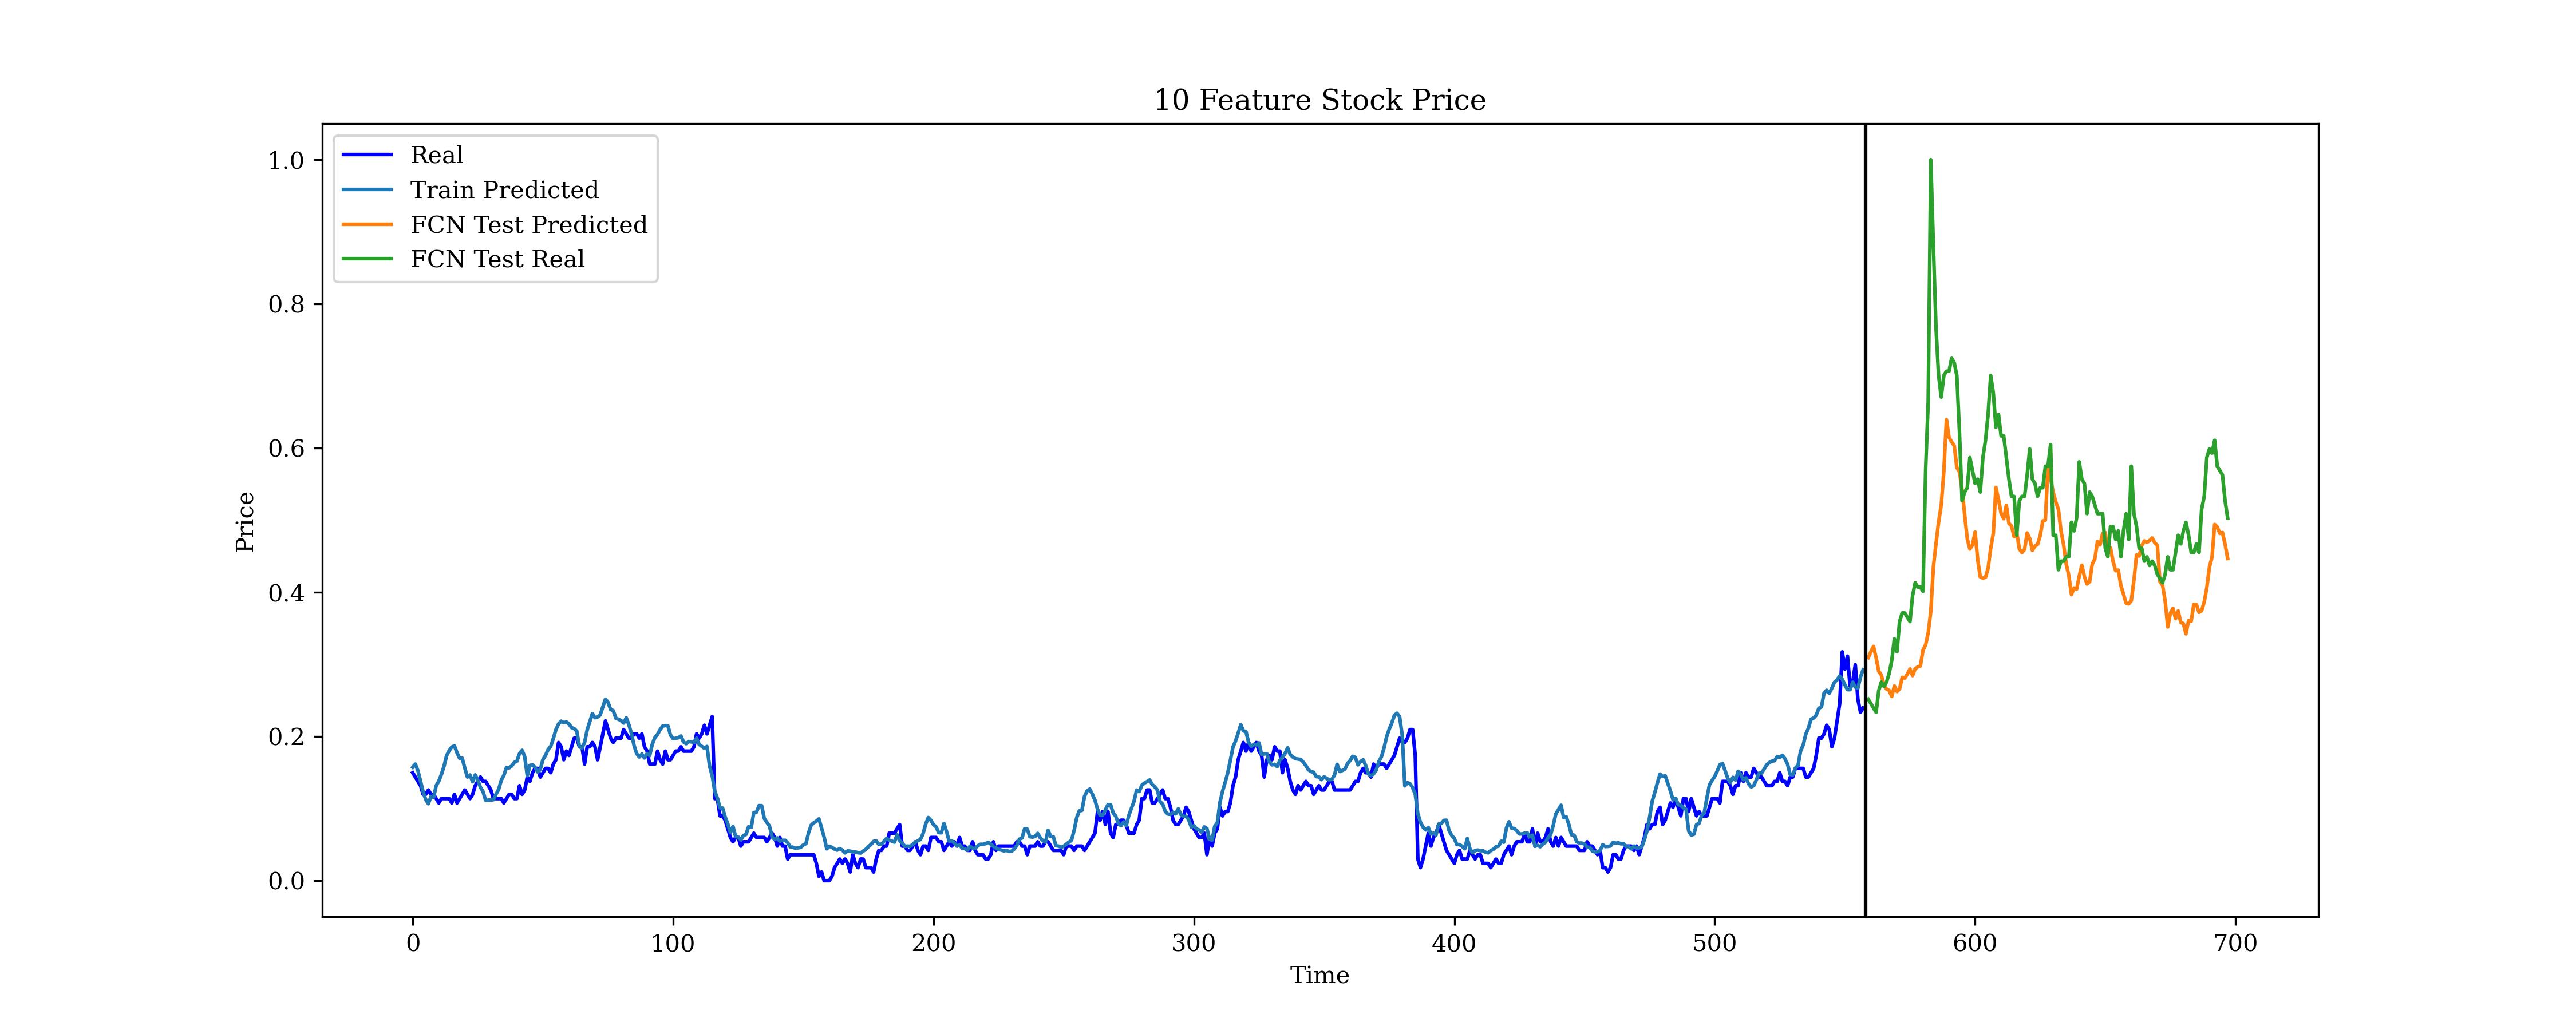 10 Feature Stock Price
Real
Train Predicted
FCN Test Predicted
FCN Test Real
1.0
0.8
0.6
0.4
0.2
0.0
Price
0 100 200 300 400 500 600 700
Time